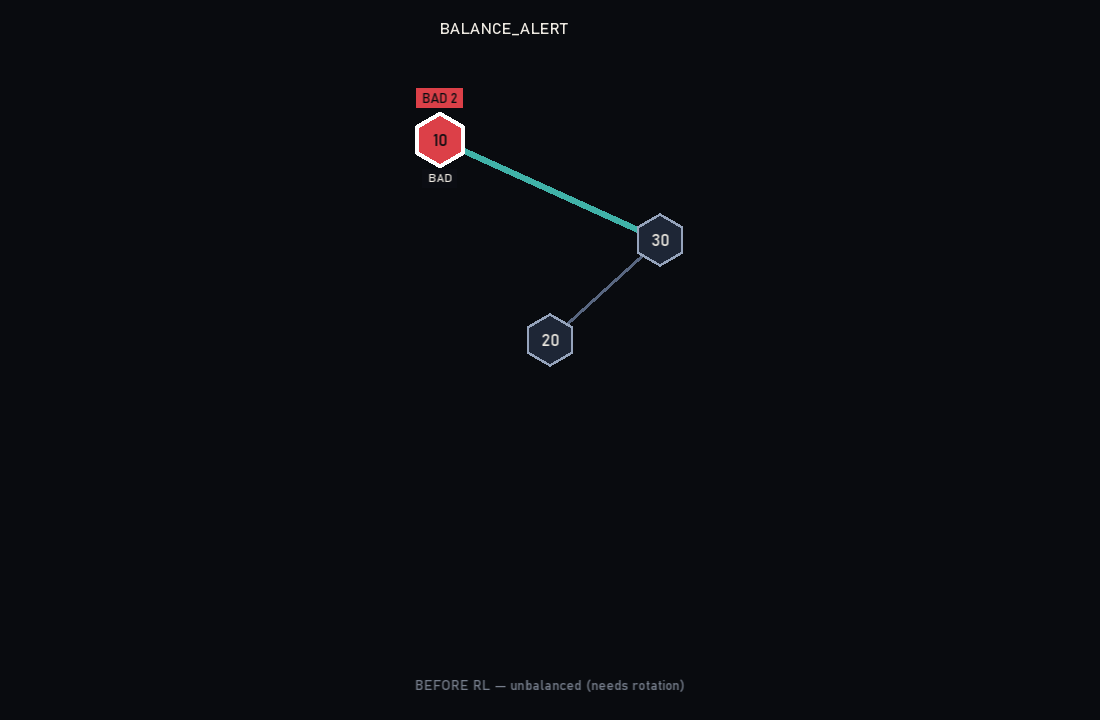 BALANCE_ALERT
BAD 2
10
BAD
30
20
BEFORE RL — unbalanced (needs rotation)